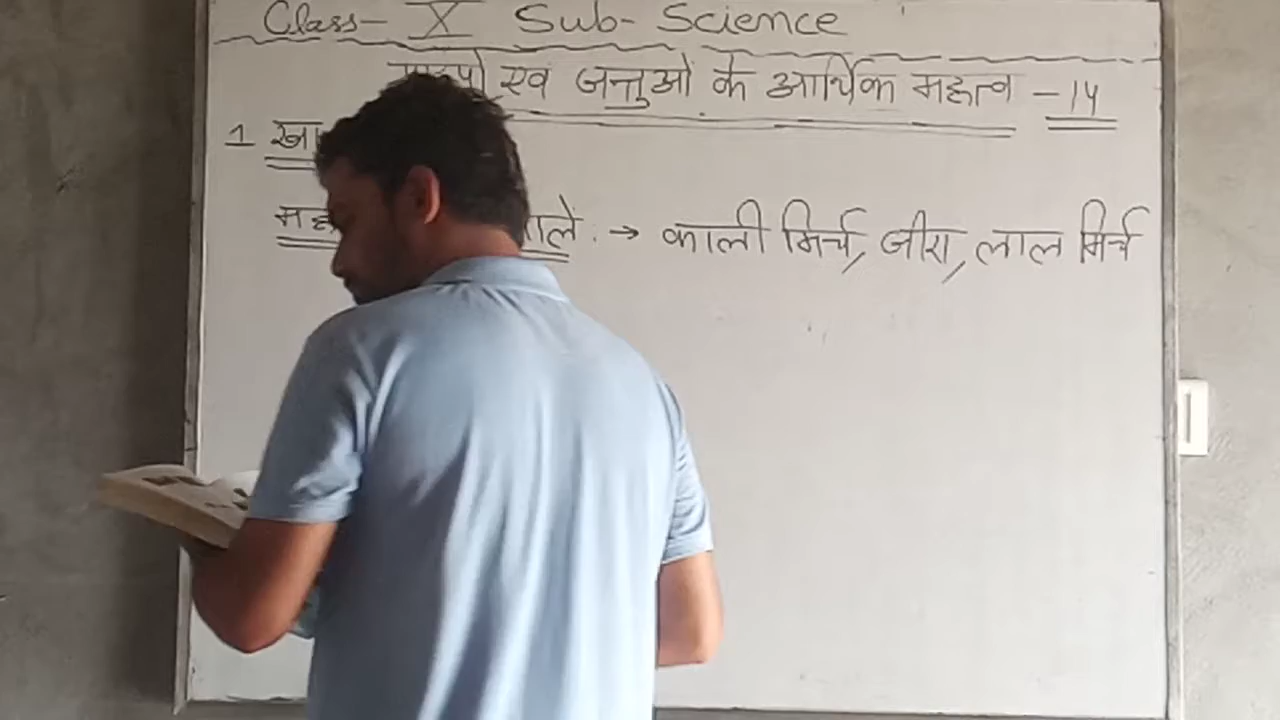 Class- X Sub- Science
एवं जन्तुओ के आर्थिक महत्व - 14
1
→ काली मिर्च, जीरा, लाल मिर्च